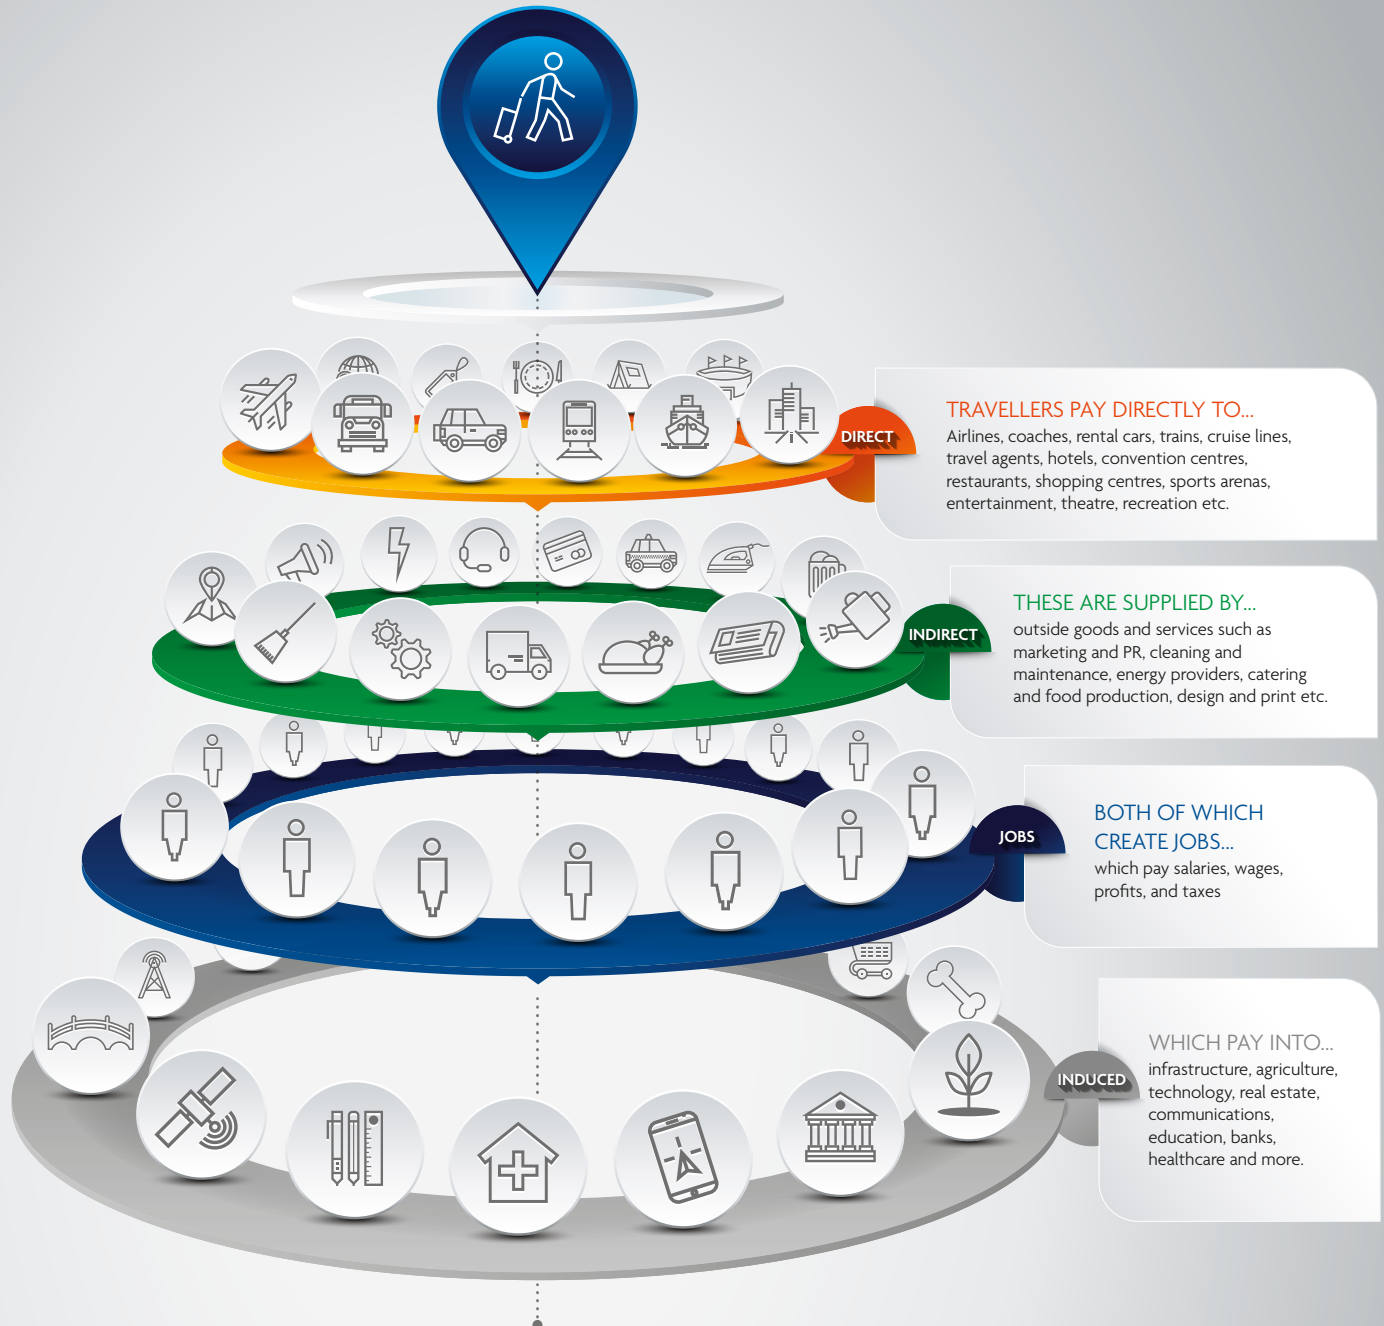 DIRECT
TRAVELLERS PAY DIRECTLY TO...
Airlines, coaches, rental cars, trains, cruise lines,
travel agents, hotels, convention centres,
restaurants, shopping centres, sports arenas,
entertainment, theatre, recreation etc.
INDIRECT
THESE ARE SUPPLIED BY...
outside goods and services such as
marketing and PR, cleaning and
maintenance, energy providers, catering
and food production, design and print etc.
JOBS
BOTH OF WHICH
CREATE JOBS...
which pay salaries, wages,
profits, and taxes
INDUCED
WHICH PAY INTO...
infrastructure, agriculture,
technology, real estate,
communications,
education, banks,
healthcare and more.